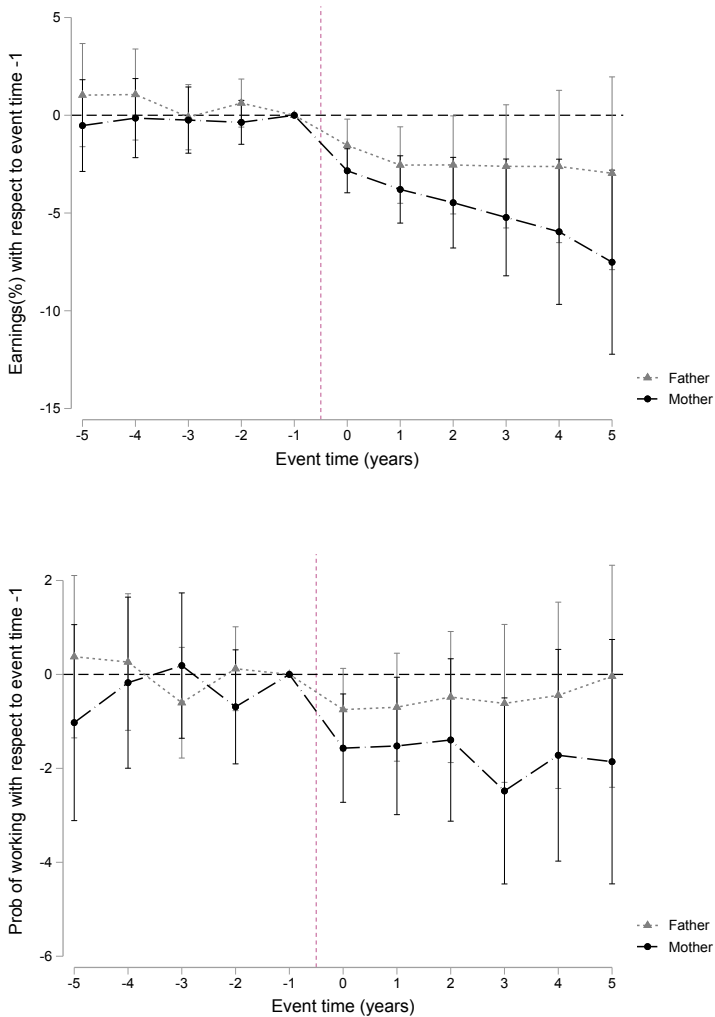 5
0
-5
-10
-15
Earnings(%) with respect to event time -1
-5 -4 -3 -2 -1 0 1 2 3 4 5
Event time (years)
Father
Mother
2
0
-2
-4
-6
Prob of working with respect to event time -1
-5 -4 -3 -2 -1 0 1 2 3 4 5
Event time (years)
Father
Mother